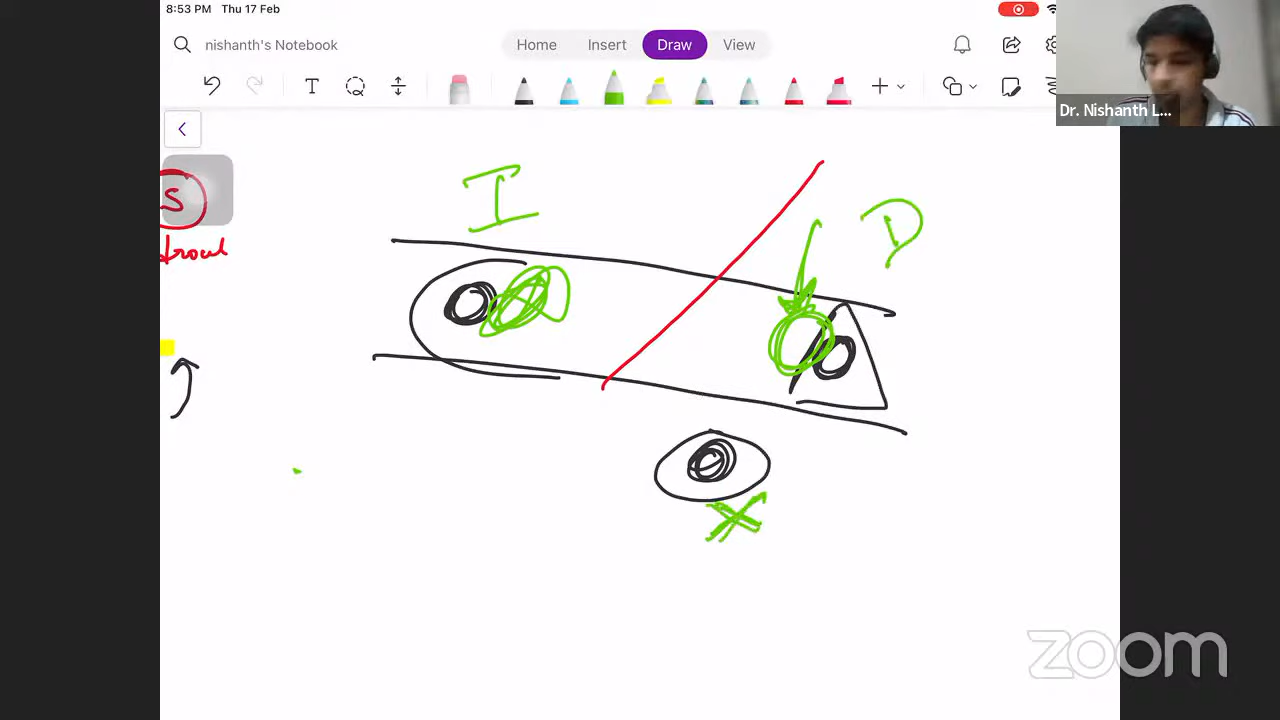 8:53 PM Thu 17 Feb
nishanth's Notebook
Home Insert Draw View
Dr. Nishanth L...
I
D
S
zoom